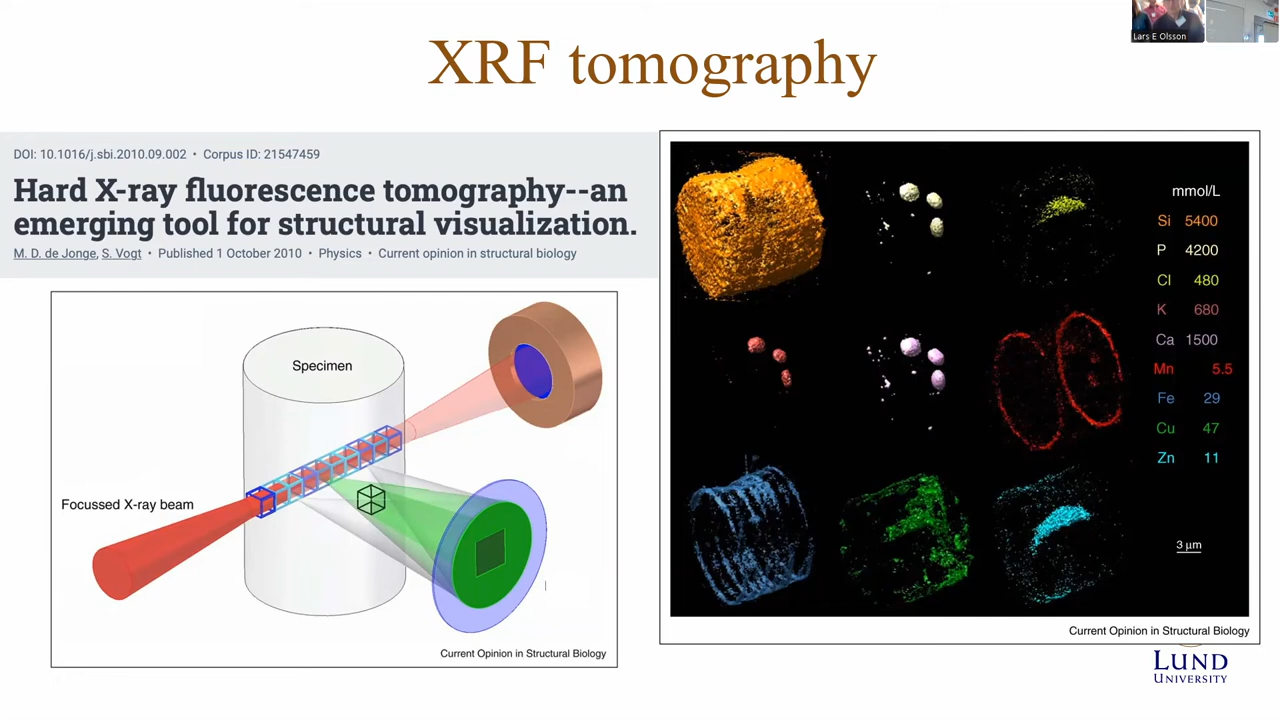 Lars E Olsson
XRF tomography
DOI: 10.1016/j.sbi.2010.09.002 • Corpus ID: 21547459
Hard X-ray fluorescence tomography--an
emerging tool for structural visualization.
M. D. de Jonge, S. Vogt • Published 1 October 2010 • Physics • Current opinion in structural biology
Specimen
Focussed X-ray beam
Current Opinion in Structural Biology
mmol/L
Si 5400
P 4200
Cl 480
K 680
Ca 1500
Mn 5.5
Fe 29
Cu 47
Zn 11
3 μm
Current Opinion in Structural Biology
LUND
UNIVERSITY